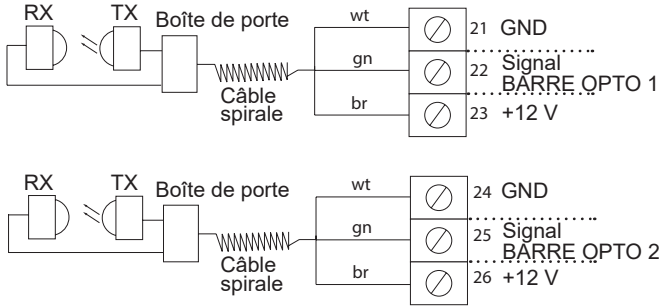 RX TX Boîte de porte
wt 21 GND
gn 22 Signal
BARRE OPTO 1
Câble
spirale
br 23 +12 V
RX TX Boîte de porte
wt 24 GND
gn 25 Signal
BARRE OPTO 2
Câble
spirale
br 26 +12 V